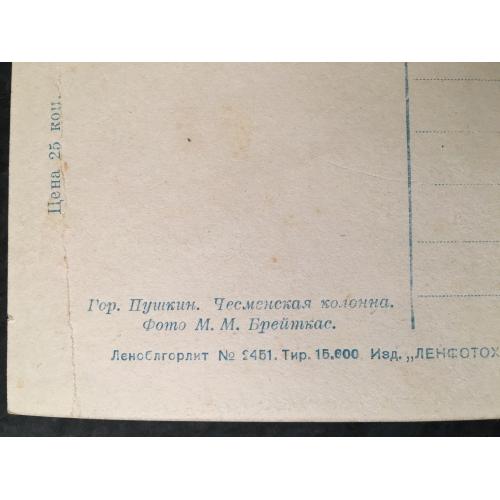 Цена 25 коп.
Гор. Пушкин. Чесменская колонна.
Фото М. М. Брейткас.
Леноблгорлит № 2451. Тир. 15.000 Изд. „ЛЕНФОТОХ